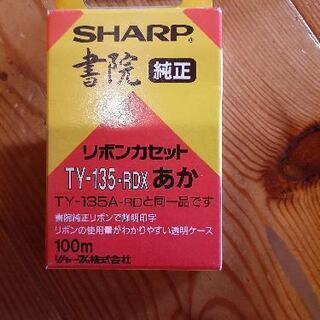 SHARP®
書院 純正
リボンカセット
TY-135-RDX あか
TY-135A-RDと同一品です
書院純正リボンで鮮明印字
リボンの使用量がわかりやすい透明ケース
100m
シャープ株式会社